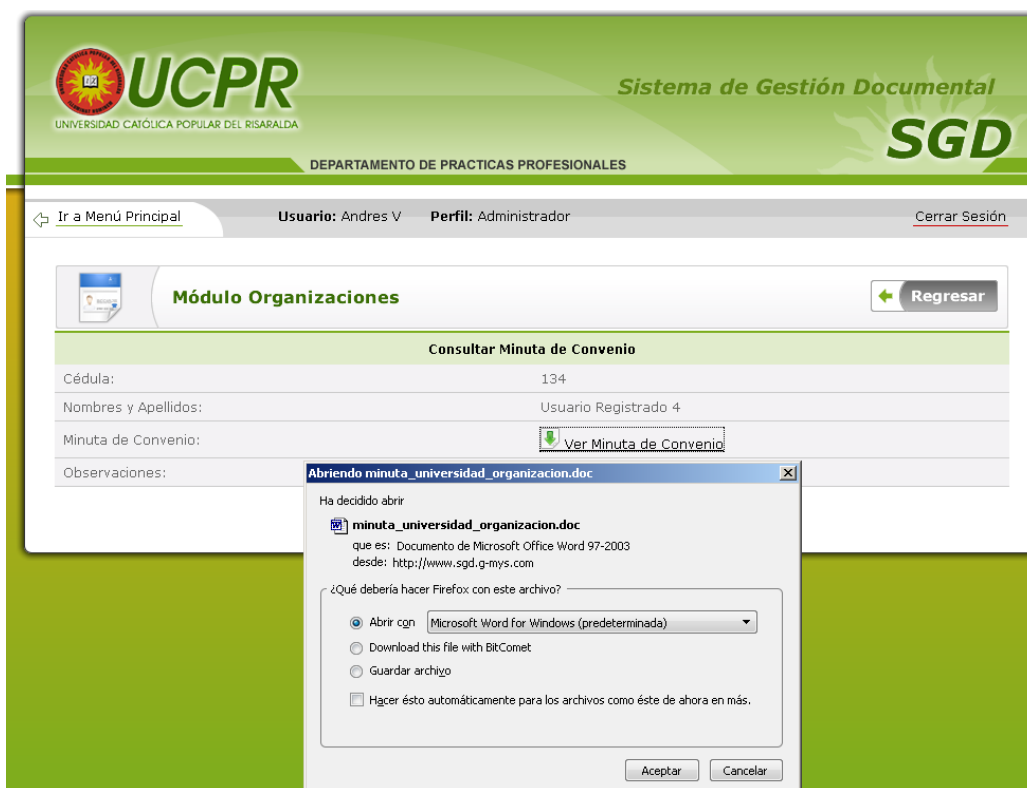 UCPR
UNIVERSIDAD CATÓLICA POPULAR DEL RISARALDA
Sistema de Gestión Documental
SGD
DEPARTAMENTO DE PRACTICAS PROFESIONALES
Ir a Menú Principal Usuario: Andres V Perfil: Administrador Cerrar Sesión
Módulo Organizaciones Regresar
Consultar Minuta de Convenio
Cédula: 134
Nombres y Apellidos: Usuario Registrado 4
Minuta de Convenio: Ver Minuta de Convenio
Observaciones:
Abriendo minuta_universidad_organizacion.doc
Ha decidido abrir
minuta_universidad_organizacion.doc
que es: Documento de Microsoft Office Word 97-2003
desde: http://www.sgd.g-mys.com
¿Qué debería hacer Firefox con este archivo?
Abrir con Microsoft Word for Windows (predeterminada)
Download this file with BitComet
Guardar archivo
Hacer ésto automáticamente para los archivos como éste de ahora en más.
Aceptar Cancelar